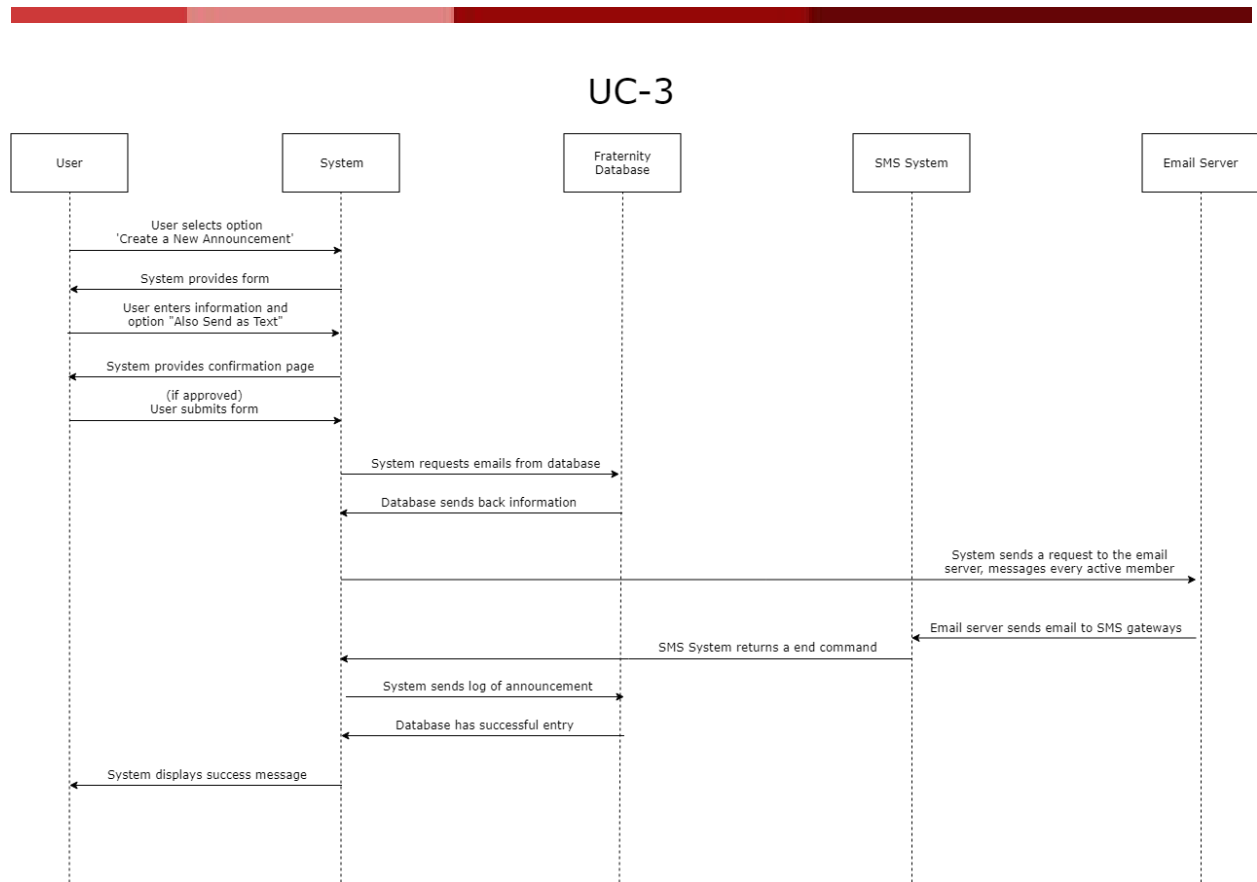 UC-3
User
System
Fraternity
Database
SMS System
Email Server
User selects option
'Create a New Announcement'
System provides form
User enters information and
option "Also Send as Text"
System provides confirmation page
(if approved)
User submits form
System requests emails from database
Database sends back information
System sends a request to the email
server, messages every active member
Email server sends email to SMS gateways
SMS System returns a end command
System sends log of announcement
Database has successful entry
System displays success message